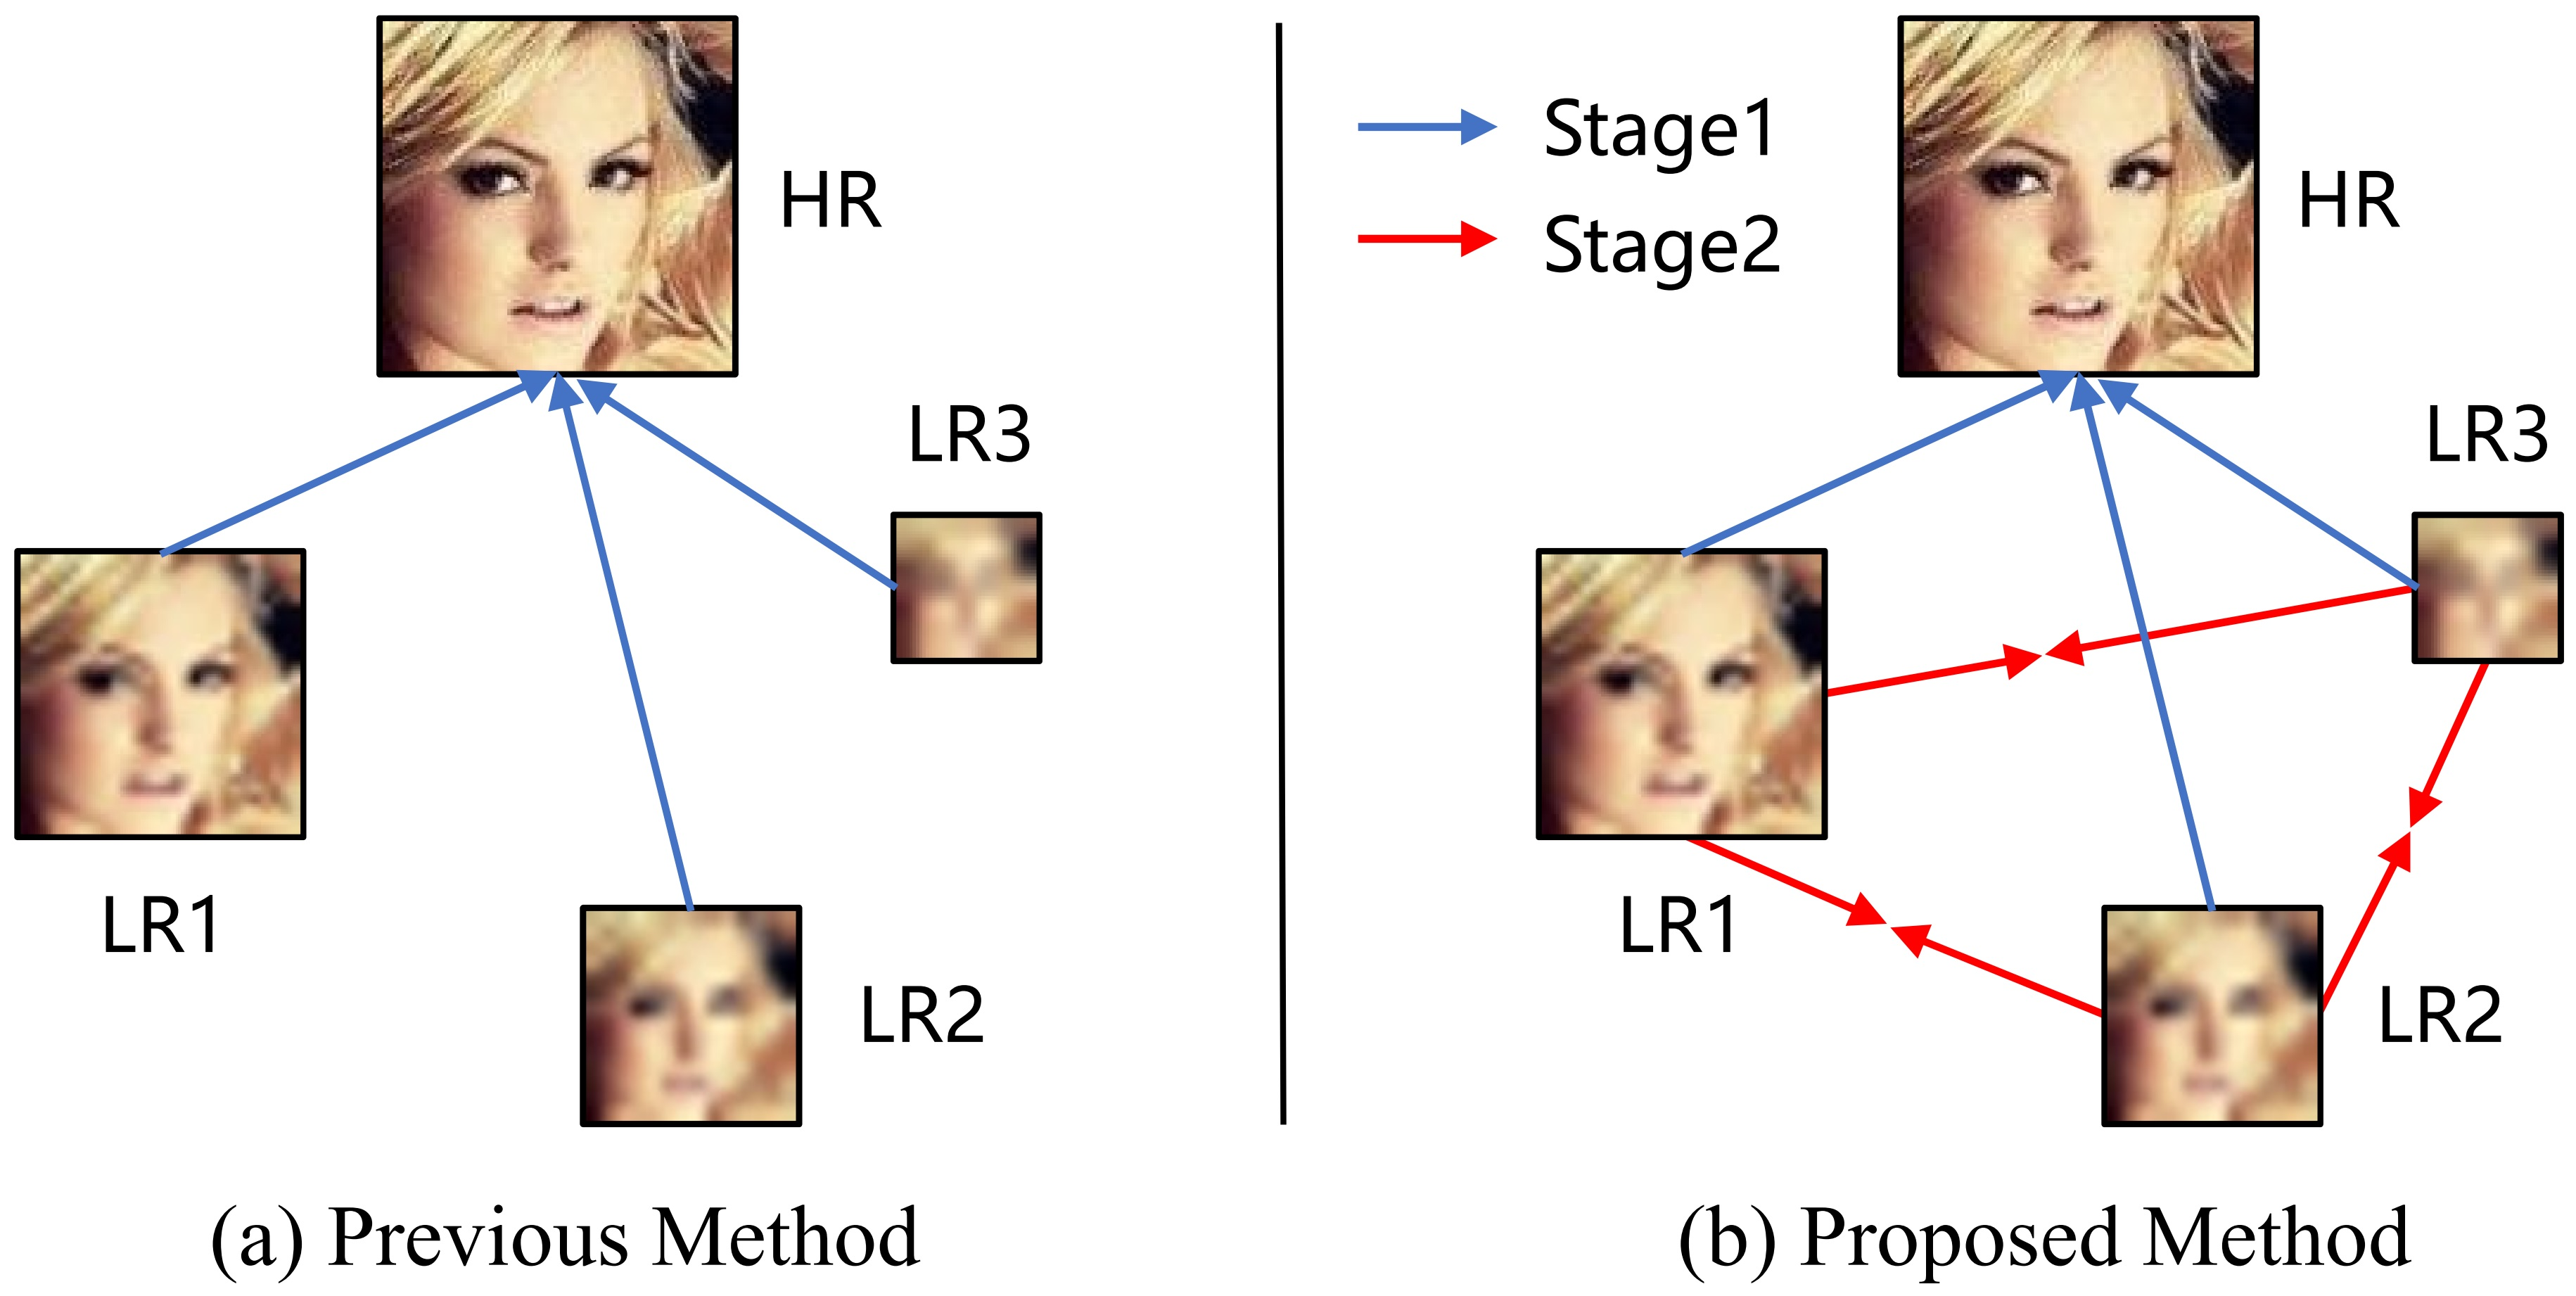 HR
LR3
LR1
LR2
(a) Previous Method
Stage1
Stage2
HR
LR3
LR1
LR2
(b) Proposed Method